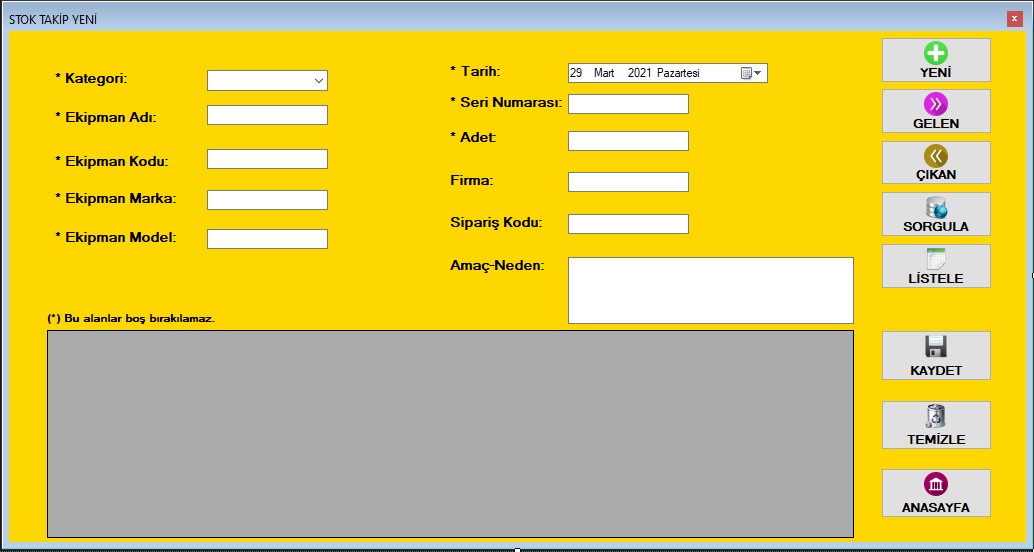 STOK TAKİP YENİ
* Kategori:
* Ekipman Adı:
* Ekipman Kodu:
* Ekipman Marka:
* Ekipman Model:
* Tarih:
29 Mart 2021 Pazartesi
* Seri Numarası:
* Adet:
Firma:
Sipariş Kodu:
Amaç-Neden:
(*) Bu alanlar boş bırakılamaz.
YENİ
GELEN
ÇIKAN
SORGULA
LİSTELE
KAYDET
TEMİZLE
ANASAYFA